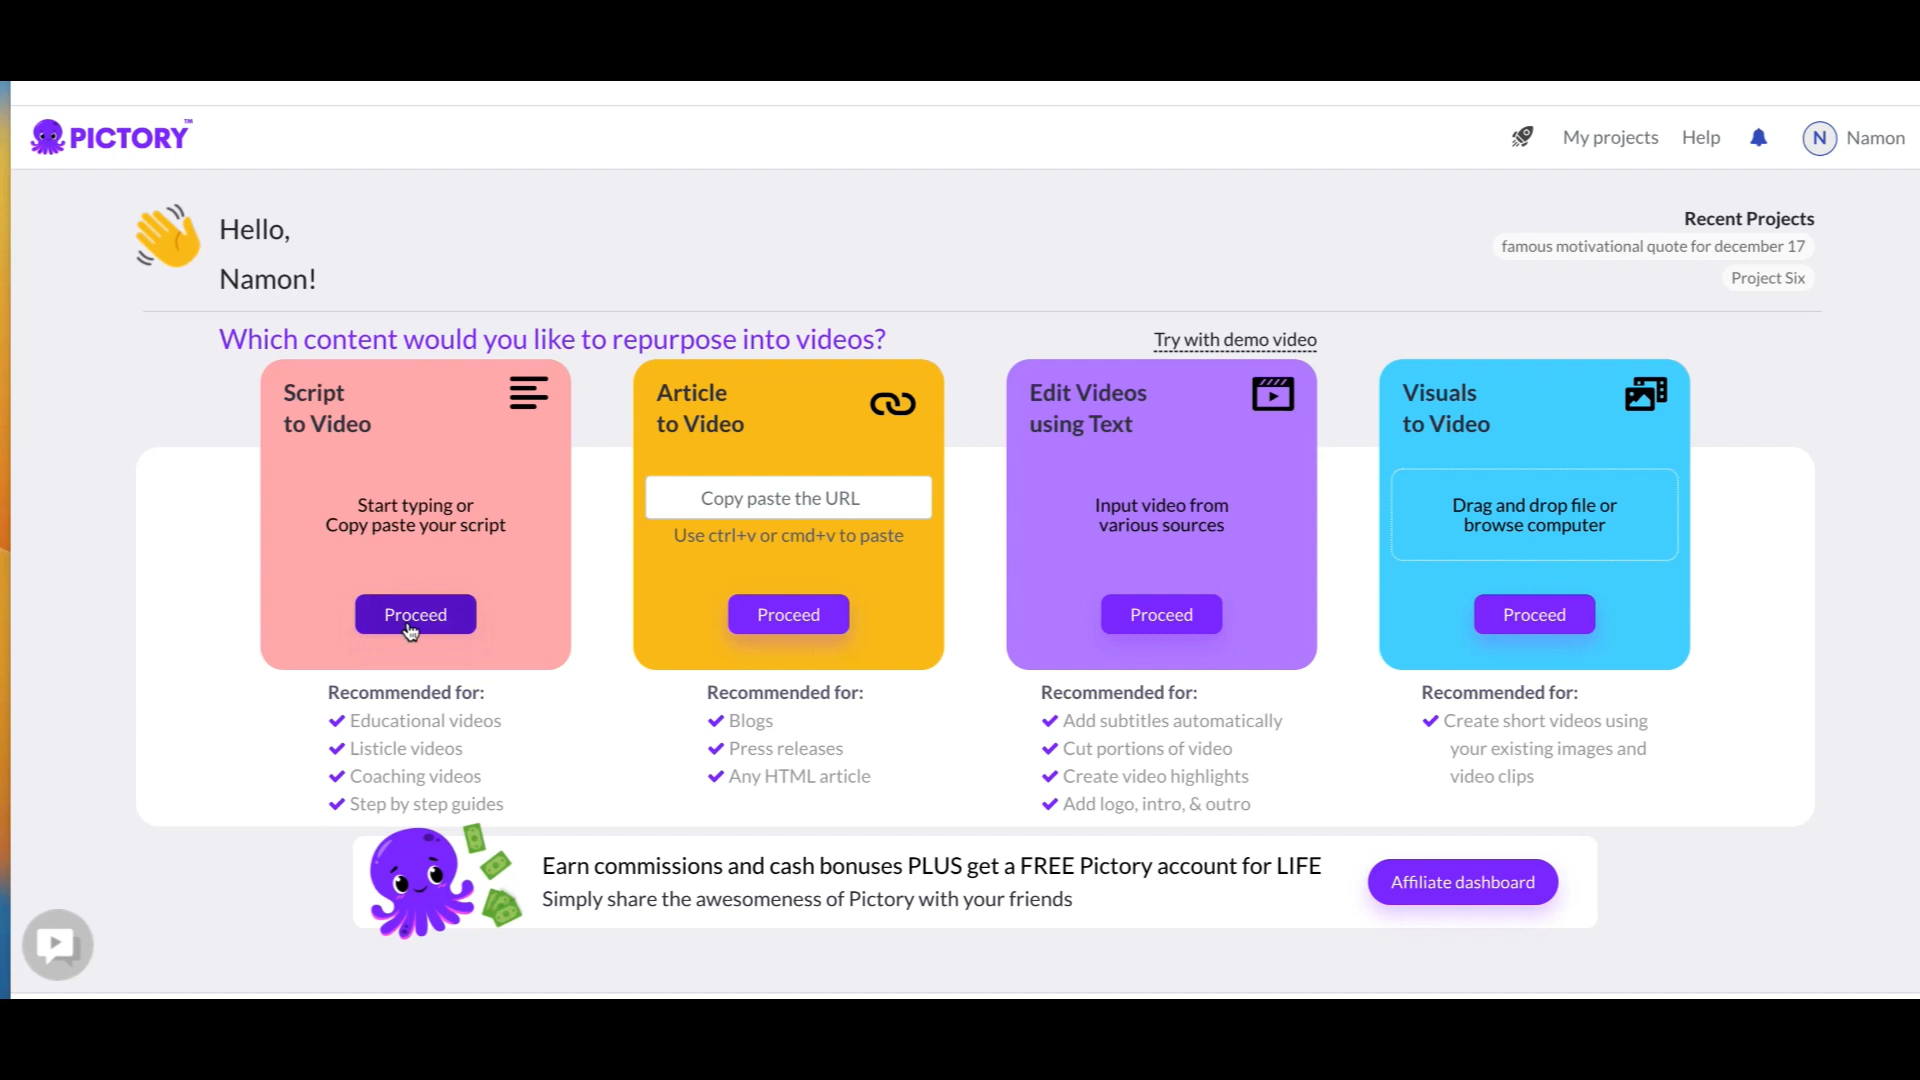 PICTORY™
My projects
Help
N
Namon
Hello,
Namon!
Recent Projects
famous motivational quote for december 17
Project Six
Which content would you like to repurpose into videos?
Try with demo video
Script
to Video
Start typing or
Copy paste your script
Proceed
Recommended for:
Educational videos
Listicle videos
Coaching videos
Step by step guides
Article
to Video
Copy paste the URL
Use ctrl+v or cmd+v to paste
Proceed
Recommended for:
Blogs
Press releases
Any HTML article
Edit Videos
using Text
Input video from
various sources
Proceed
Recommended for:
Add subtitles automatically
Cut portions of video
Create video highlights
Add logo, intro, & outro
Visuals
to Video
Drag and drop file or
browse computer
Proceed
Recommended for:
Create short videos using
your existing images and
video clips
Earn commissions and cash bonuses PLUS get a FREE Pictory account for LIFE
Simply share the awesomeness of Pictory with your friends
Affiliate dashboard